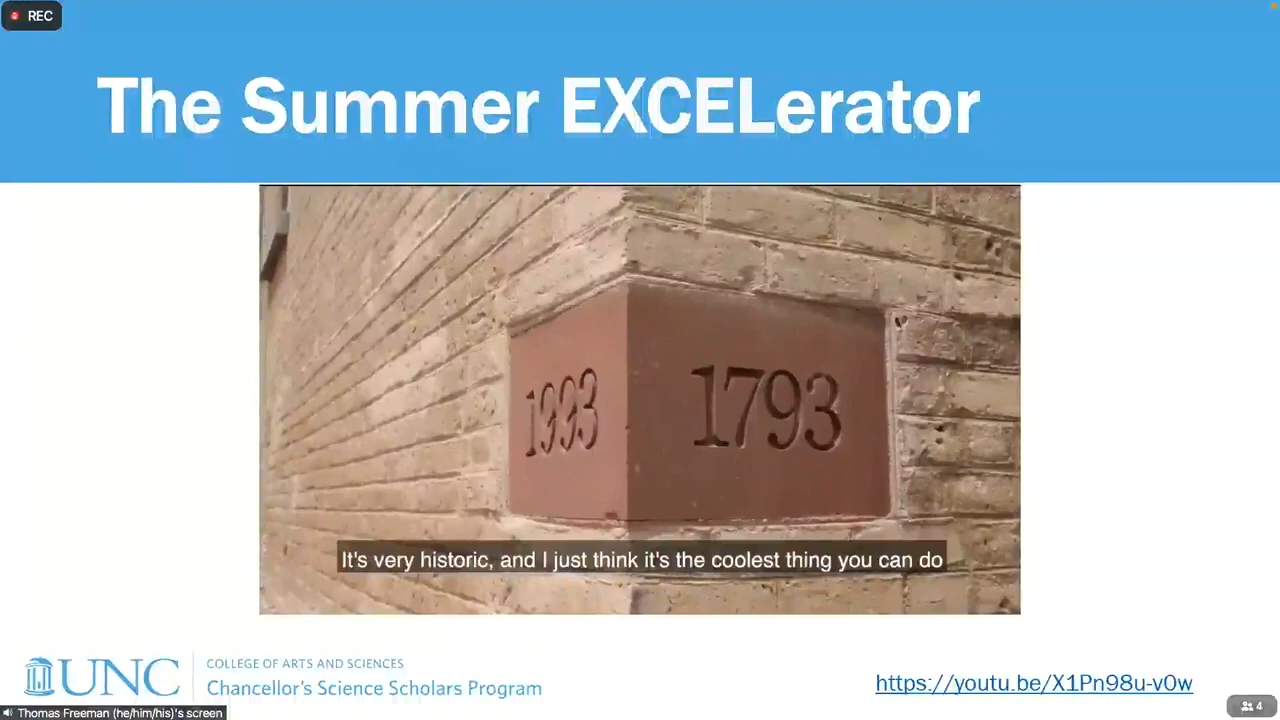 REC
The Summer EXCELerator
1993
1793
It's very historic, and I just think it's the coolest thing you can do
UNC
COLLEGE OF ARTS AND SCIENCES
Chancellor's Science Scholars Program
https://youtu.be/X1Pn98u-v0w
Thomas Freeman (he/him/his)'s screen
4